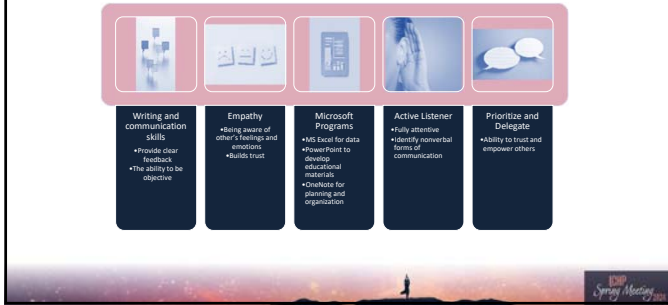 Writing and
communication
skills
•Provide clear
feedback
•The ability to be
objective
Empathy
•Being aware of
other's feelings and
emotions
•Builds trust
Microsoft
Programs
•MS Excel for data
•PowerPoint to
develop
educational
materials
•OneNote for
planning and
organization
Active Listener
•Fully attentive
•Identify nonverbal
forms of
communication
Prioritize and
Delegate
•Ability to trust and
empower others
Spring Meeting